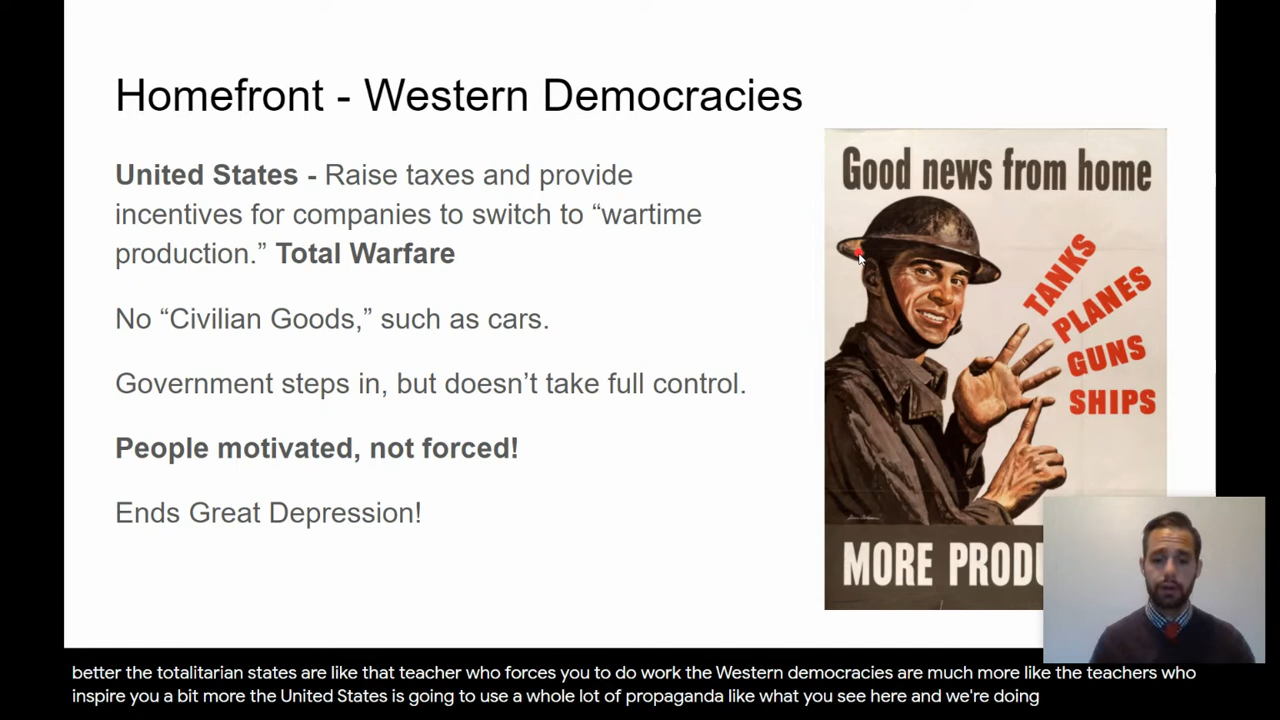 Homefront - Western Democracies
United States - Raise taxes and provide
incentives for companies to switch to “wartime
production.” Total Warfare
No “Civilian Goods,” such as cars.
Government steps in, but doesn’t take full control.
People motivated, not forced!
Ends Great Depression!
Good news from home
TANKS
PLANES
GUNS
SHIPS
MORE
better the totalitarian states are like that teacher who forces you to do work the Western democracies are much more like the teachers who
inspire you a bit more the United States is going to use a whole lot of propaganda like what you see here and we're doing